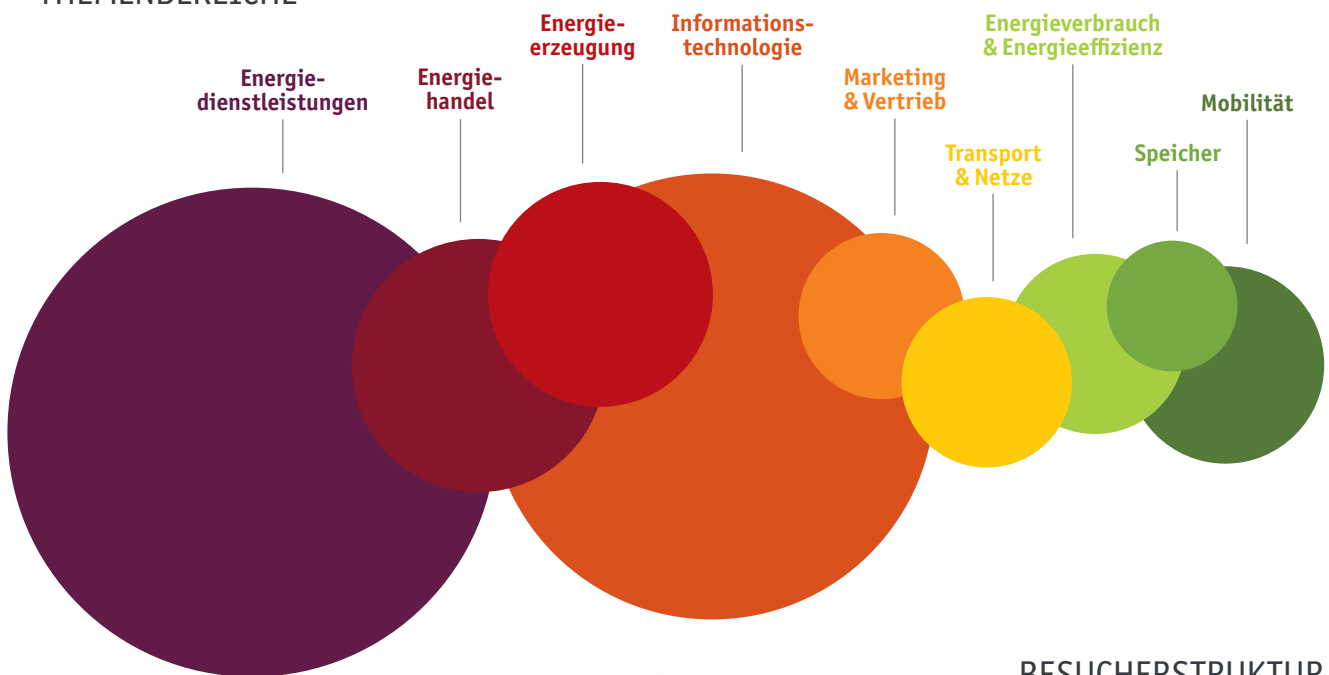 THEMENBEREICHE
Energie-
dienstleistungen
Energie-
handel
Energie-
erzeugung
Informations-
technologie
Marketing
& Vertrieb
Transport
& Netze
Energieverbrauch
& Energieeffizienz
Speicher
Mobilität
BESUCHERSTRUKTUR